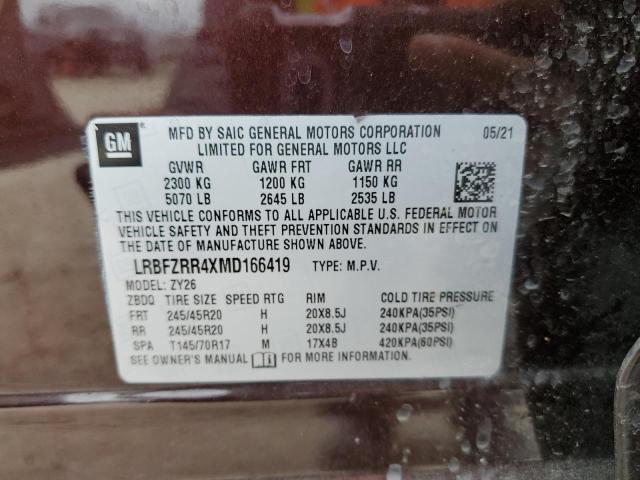 GM ® MFD BY SAIC GENERAL MOTORS CORPORATION 05/21
LIMITED FOR GENERAL MOTORS LLC
GVWR GAWR FRT GAWR RR
2300 KG 1200 KG 1150 KG
5070 LB 2645 LB 2535 LB
THIS VEHICLE CONFORMS TO ALL APPLICABLE U.S. FEDERAL MOTOR
VEHICLE SAFETY AND THEFT PREVENTION STANDARDS IN EFFECT ON
THE DATE OF MANUFACTURE SHOWN ABOVE.
LRBFZRR4XMD166419 TYPE: M.P.V.
MODEL: ZY26
ZBDQ TIRE SIZE SPEED RTG RIM COLD TIRE PRESSURE
FRT 245/45R20 H 20X8.5J 240KPA(35PSI)
RR 245/45R20 H 20X8.5J 240KPA(35PSI)
SPA T145/70R17 M 17X4B 420KPA(60PSI)
SEE OWNER'S MANUAL FOR MORE INFORMATION.